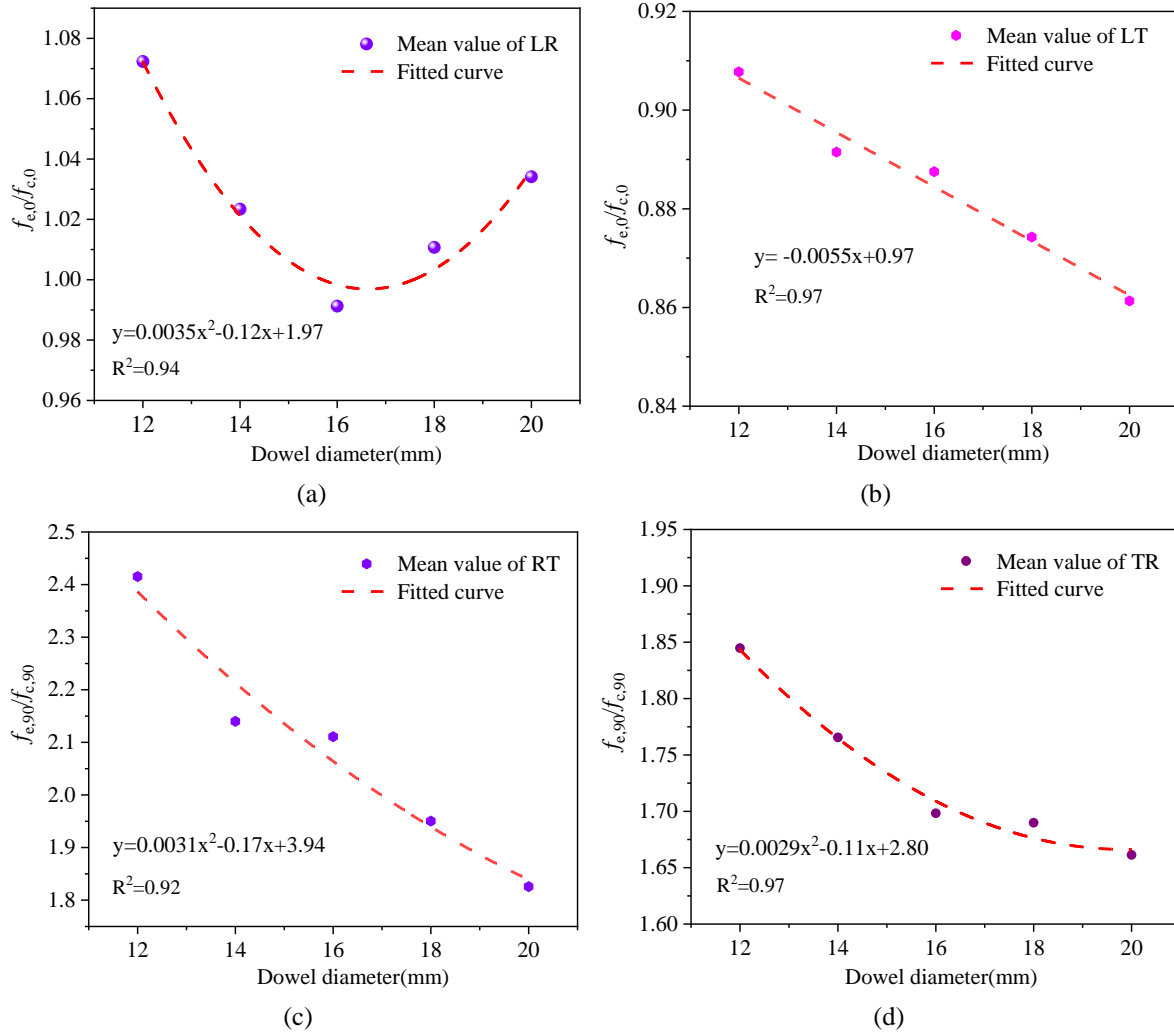 1.08
1.06
1.04
1.02
1.00
0.98
0.96
f_e,0/f_c,0
Mean value of LR
Fitted curve
y=0.0035x²-0.12x+1.97
R²=0.94
12 14 16 18 20
Dowel diameter(mm)
(a)
0.92
0.90
0.88
0.86
0.84
f_e,0/f_c,0
Mean value of LT
Fitted curve
y= -0.0055x+0.97
R²=0.97
12 14 16 18 20
Dowel diameter(mm)
(b)
2.5
2.4
2.3
2.2
2.1
2.0
1.9
1.8
f_e,90/f_c,90
Mean value of RT
Fitted curve
y=0.0031x²-0.17x+3.94
R²=0.92
12 14 16 18 20
Dowel diameter(mm)
(c)
1.95
1.90
1.85
1.80
1.75
1.70
1.65
1.60
f_e,90/f_c,90
Mean value of TR
Fitted curve
y=0.0029x²-0.11x+2.80
R²=0.97
12 14 16 18 20
Dowel diameter(mm)
(d)